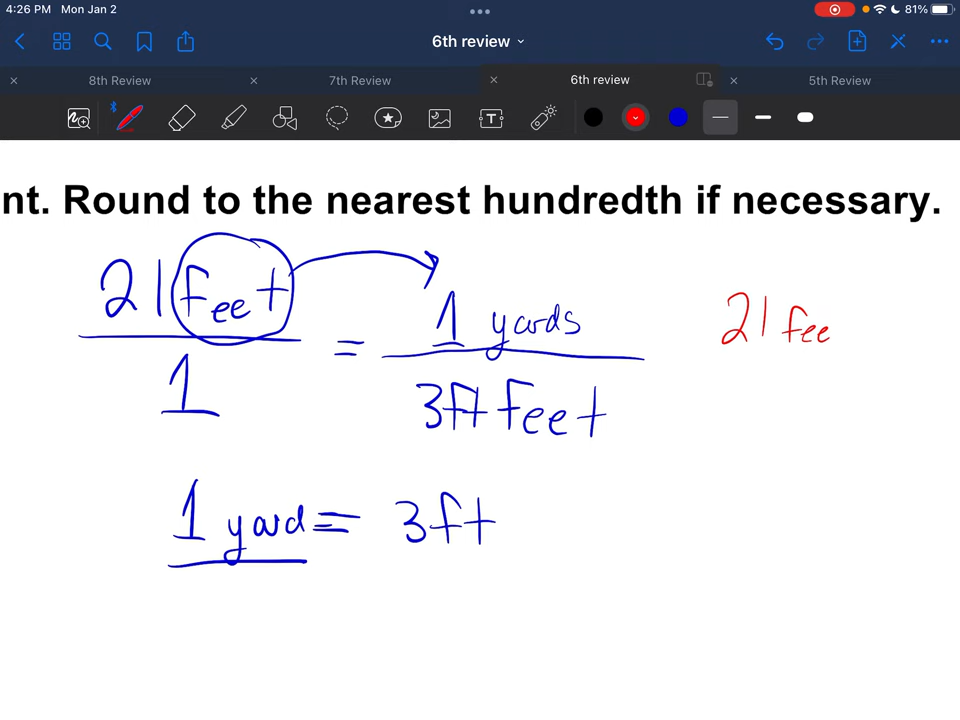 4:26 PM Mon Jan 2
81%
6th review
8th Review
7th Review
6th review
5th Review
T
nt. Round to the nearest hundredth if necessary.
21 feet
1
=
1 yards
3ft feet
21 fee
1 yard = 3ft